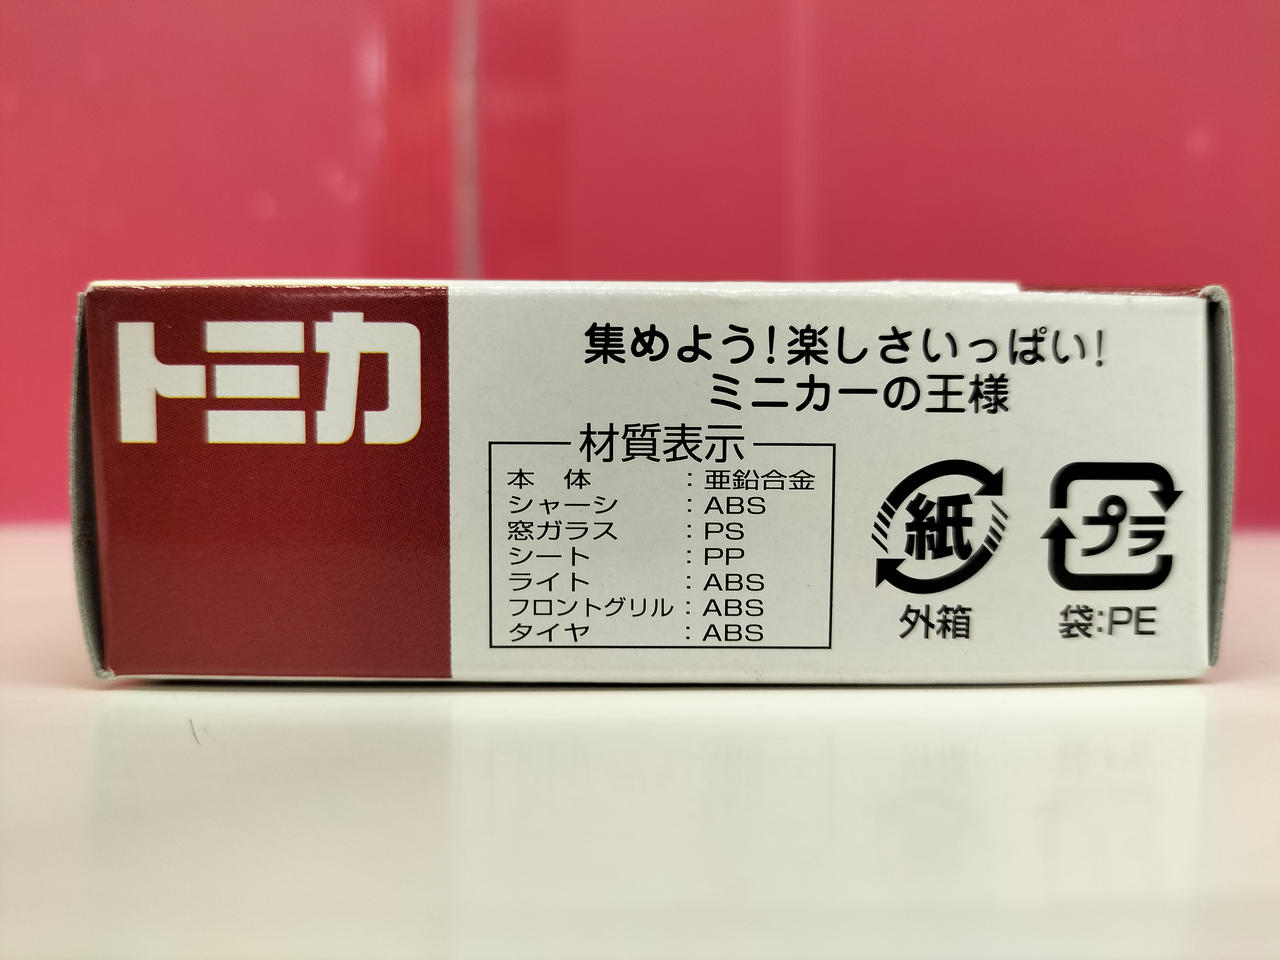 トミカ
集めよう!楽しさいっぱい!
ミニカーの王様
材質表示
本 体 : 亜鉛合金
シャーシ : ABS
窓ガラス : PS
シート : PP
ライト : ABS
フロントグリル : ABS
タイヤ : ABS
紙
外箱
プラ
袋:PE